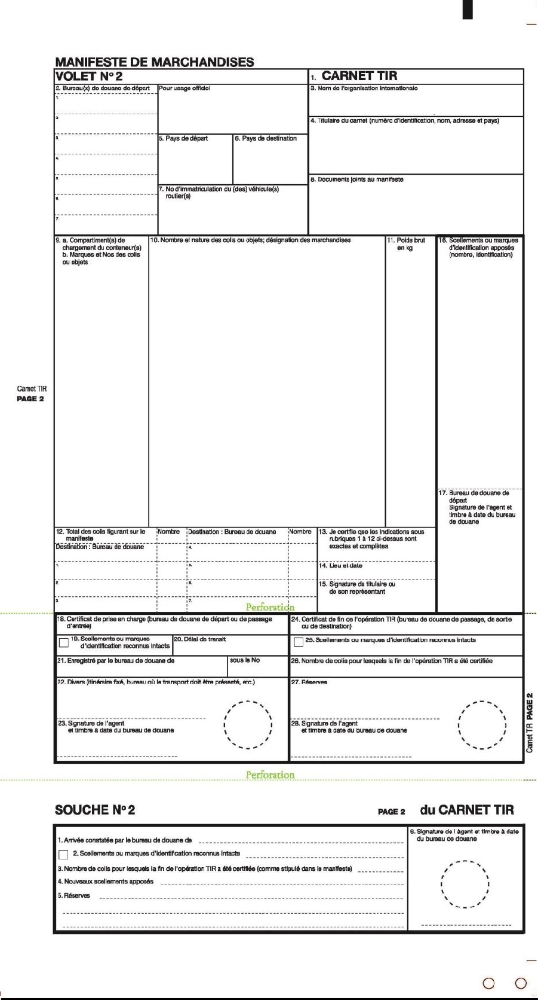 MANIFESTE DE MARCHANDISES
VOLET Nº 2
1. CARNET TIR
2. Bureau(x) de douane de départ
1.
2.
3.
4.
5.
6.
7.
Pour usage officiel
3. Nom de l'organisation internationale
4. Titulaire du carnet (numéro d'identification, nom, adresse et pays)
5. Pays de départ
6. Pays de destination
7. No d'immatriculation du (des) véhicule(s)
routier(s)
8. Documents joints au manifeste
9. a. Compartiment(s) de
chargement du conteneur(s)
b. Marques et Nos des colis
ou objets
10. Nombre et nature des colis ou objets; désignation des marchandises
11. Poids brut
en kg
16. Scellements ou marques
d'identification apposés
(nombre, identification)
Carnet TIR
PAGE 2
17. Bureau de douane de
départ
Signature de l'agent et
timbre à date du bureau
de douane
12. Total des colis figurant sur le
manifeste
Nombre
Destination : Bureau de douane
Nombre
Destination : Bureau de douane
1.
2.
3.
4.
5.
6.
7.
13. Je certifie que les indications sous
rubriques 1 à 12 ci-dessus sont
exactes et complètes
14. Lieu et date
15. Signature du titulaire ou
de son représentant
Perforation
18. Certificat de prise en charge (bureau de douane de départ ou de passage
d'entrée)
19. Scellements ou marques
d'identification reconnus intacts
20. Délai de transit
21. Enregistré par le bureau de douane de
sous le No
22. Divers (itinéraire fixé, bureau où le transport doit être présenté, etc.)
23. Signature de l'agent
et timbre à date du bureau de douane
24. Certificat de fin de l'opération TIR (bureau de douane de passage, de sortie
ou de destination)
25. Scellements ou marques d'identification reconnus intacts
26. Nombre de colis pour lesquels la fin de l'opération TIR a été certifiée
27. Réserves
28. Signature de l'agent
et timbre à date du bureau de douane
Carnet TR PAGE 2
Perforation
SOUCHE Nº 2
PAGE 2 du CARNET TIR
1. Arrivée constatée par le bureau de douane de
2. Scellements ou marques d'identification reconnus intacts
3. Nombre de colis pour lesquels la fin de l'opération TIR a été certifiée (comme stipulé dans le manifeste)
4. Nouveaux scellements apposés
5. Réserves
6. Signature de l'agent et timbre à date
du bureau de douane